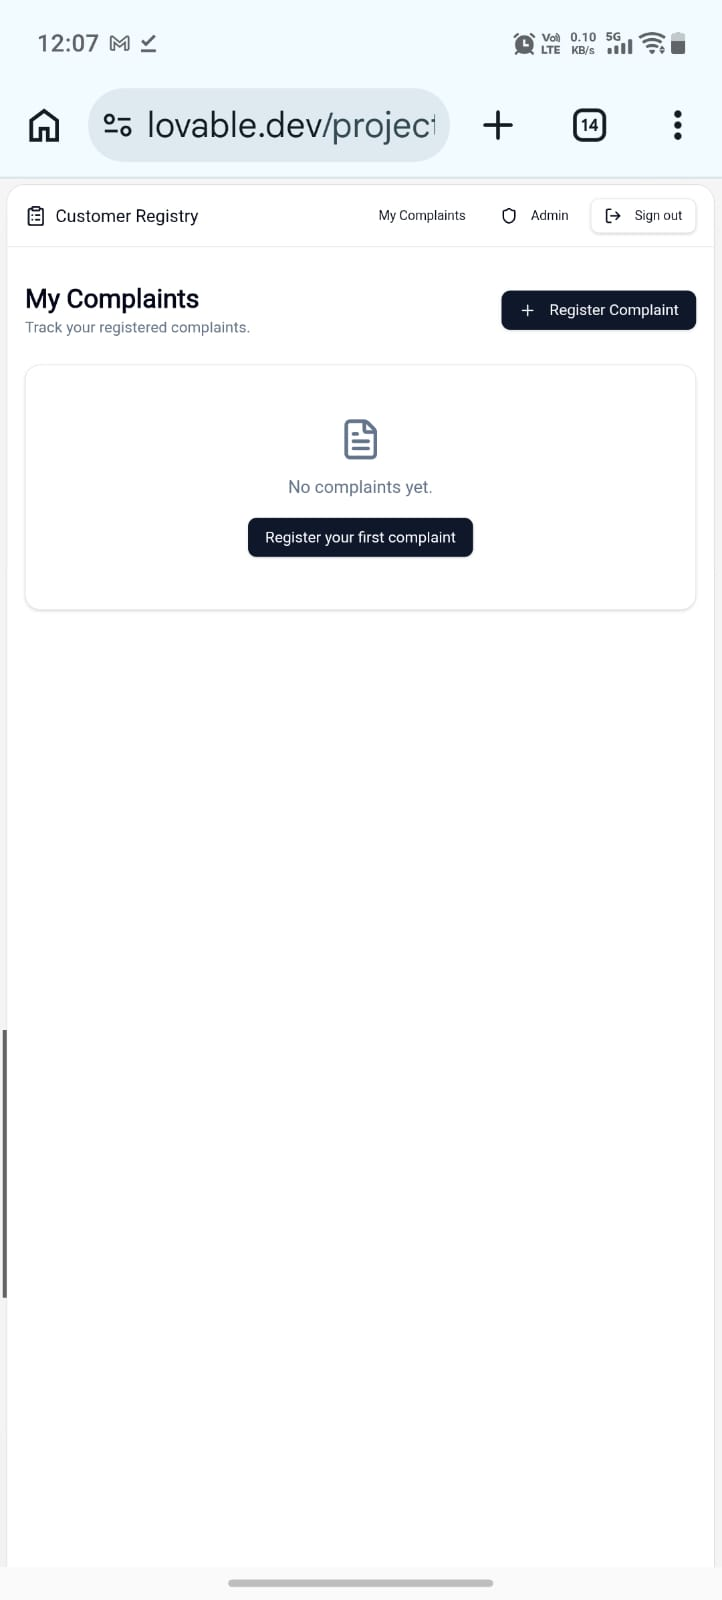 12:07 Vo) LTE 0.10 KB/s 5G
lovable.dev/project 14
Customer Registry My Complaints Admin Sign out
My Complaints
Track your registered complaints.
+ Register Complaint
No complaints yet.
Register your first complaint